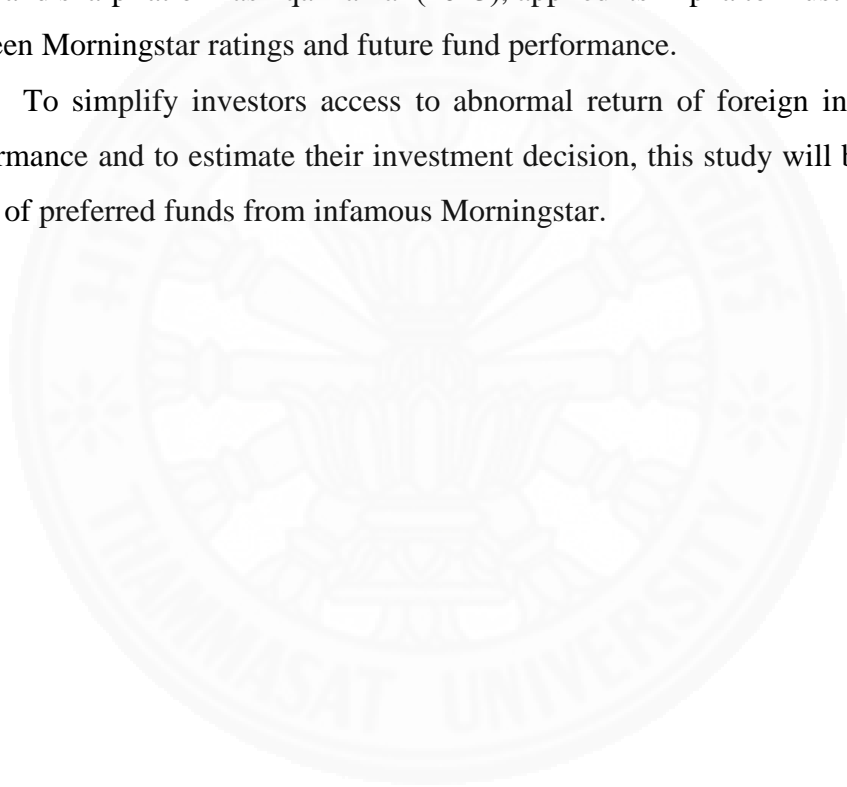 een Morningstar ratings and future fund performance.
To simplify investors access to abnormal return of foreign in
rmance and to estimate their investment decision, this study will b
of preferred funds from infamous Morningstar.
THAMMASAT UNIVERSITY